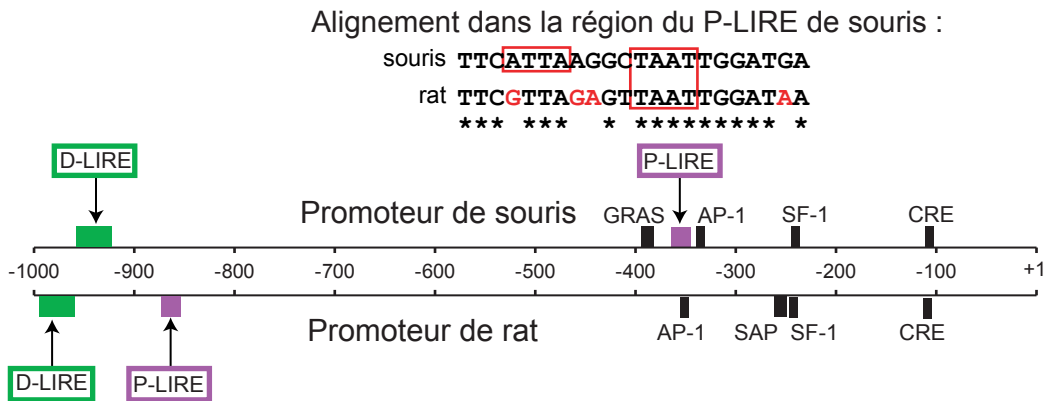 Alignement dans la région du P-LIRE de souris :
souris TTCATTAAGGCTAATTGGATGA
rat TTCGTTAGAGTTAATTGGATAA
*** *** * ********* *
D-LIRE P-LIRE
Promoteur de souris GRAS AP-1 SF-1 CRE
-1000 -900 -800 -700 -600 -500 -400 -300 -200 -100 +1
Promoteur de rat AP-1 SAP SF-1 CRE
D-LIRE P-LIRE